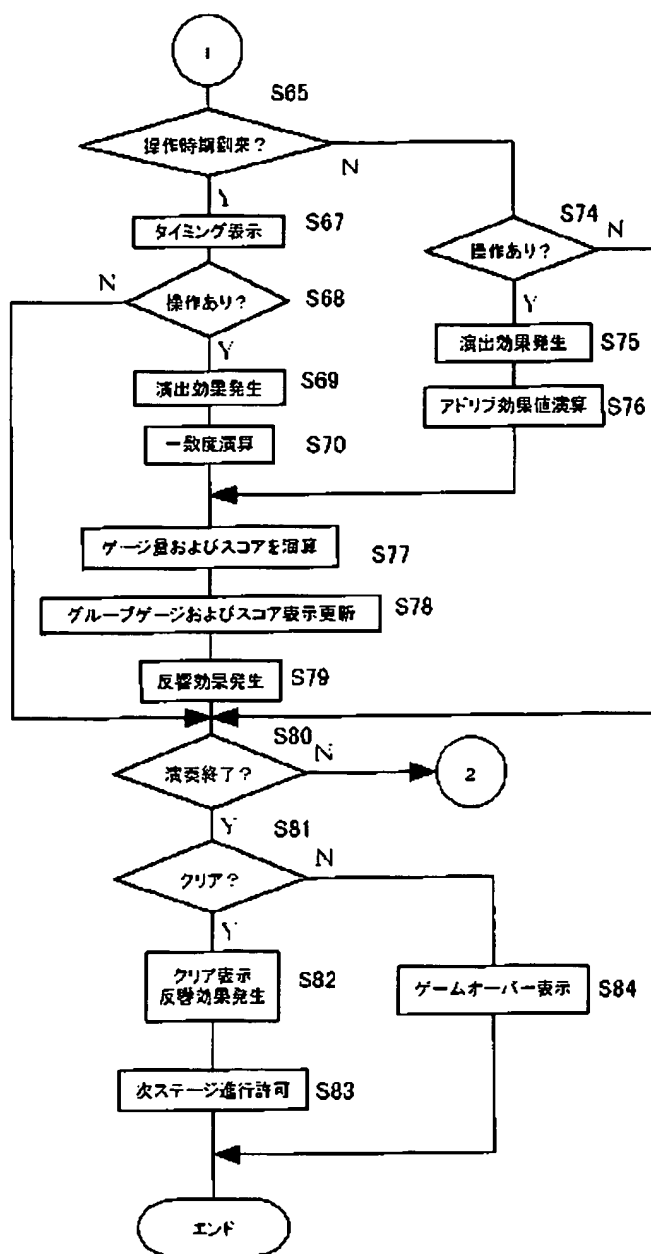 1
S65
操作時期到来?
N
Y
タイミング表示
S67
S74
操作あり?
N
N
操作あり?
S68
Y
Y
演出効果発生
S75
演出効果発生
S69
アドリブ効果値演算
S76
一致度演算
S70
ゲージ量およびスコアを演算
S77
グループゲージおよびスコア表示更新
S78
反響効果発生
S79
S80
演奏終了?
N
2
Y
S81
クリア?
N
Y
クリア表示
反響効果発生
S82
ゲームオーバー表示
S84
次ステージ進行許可
S83
エンド